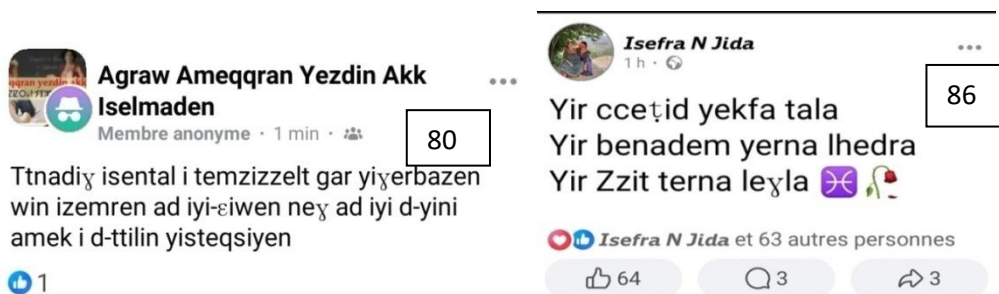 Agraw Ameqqran Yezdin Akk
Iselmaden
Membre anonyme · 1 min ·
80
Ttnadiɣ isental i temzizzelt gar yiɣerbazen
win izemren ad iyi-ɛiwen neɣ ad iyi d-yini
amek i d-ttilin yisteqsiyen
1
Isefra N Jida
1 h ·
86
Yir cceṭid yekfa tala
Yir benadem yerna lhedra
Yir Zzit terna leɣla ♓🥀
Isefra N Jida et 63 autres personnes
64
3
3